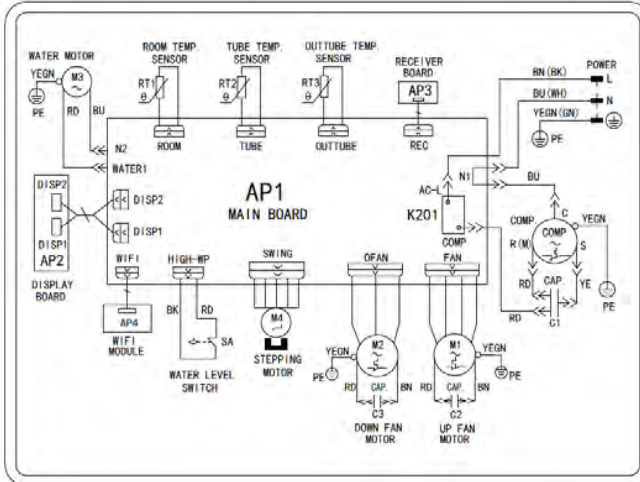 WATER MOTOR
YEGN
M3
PE
RD
BU
N2
WATER1
ROOM TEMP.
SENSOR
RT1
θ
ROOM
TUBE TEMP.
SENSOR
RT2
θ
TUBE
OUTTUBE TEMP.
SENSOR
RT3
θ
OUTTUBE
RECEIVER
BOARD
AP3
REC
POWER
BN(BK)
L
BU(WH)
N
YEGN(GN)
PE
N1
BU
AC-L
K201
COMP
AP1
MAIN BOARD
DISP2
DISP2
DISP1
DISP1
AP2
DISPLAY
BOARD
WIFI
AP4
WIFI
MODULE
HIGH-WP
BK
RD
SA
WATER LEVEL
SWITCH
SWING
M4
STEPPING
MOTOR
OFAN
M2
YEGN
PE
RD
CAP.
BN
C3
DOWN FAN
MOTOR
FAN
M1
YEGN
PE
RD
CAP.
BN
C2
UP FAN
MOTOR
COMP.
C
YEGN
COMP
R(M)
S
RD
CAP.
YE
C1
RD
PE